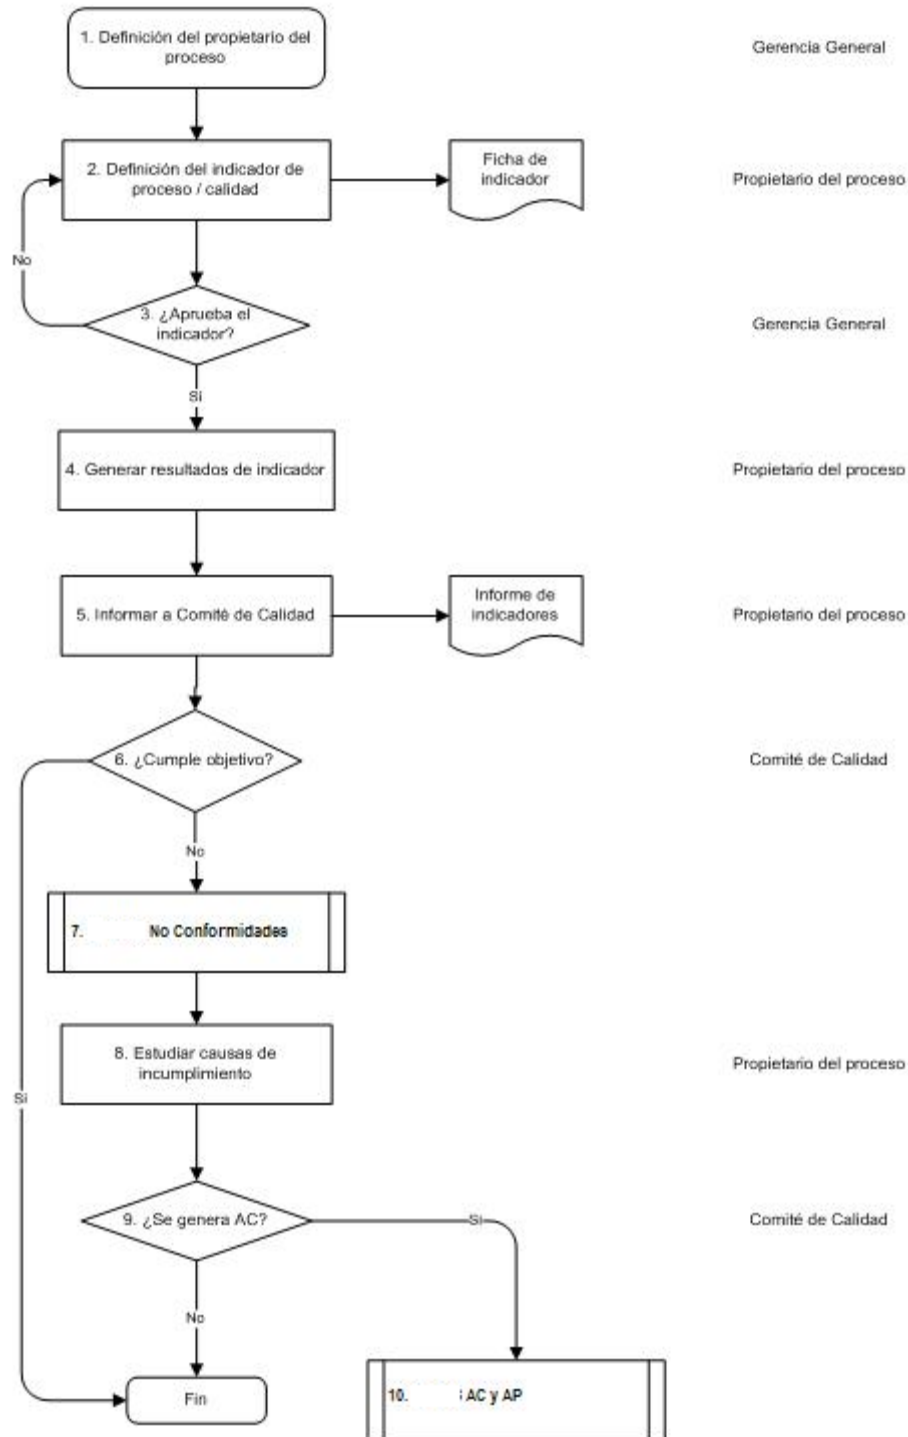 1. Definición del propietario del
proceso
Gerencia General
2. Definición del indicador de
proceso / calidad
Ficha de
indicador
Propietario del proceso
No
3. ¿Aprueba el
indicador?
Gerencia General
Si
4. Generar resultados de indicador
Propietario del proceso
5. Informar a Comité de Calidad
Informe de
indicadores
Propietario del proceso
6. ¿Cumple objetivo?
Comité de Calidad
No
7. No Conformidades
8. Estudiar causas de
incumplimiento
Propietario del proceso
Si
9. ¿Se genera AC?
Si
Comité de Calidad
No
Fin
10. AC y AP